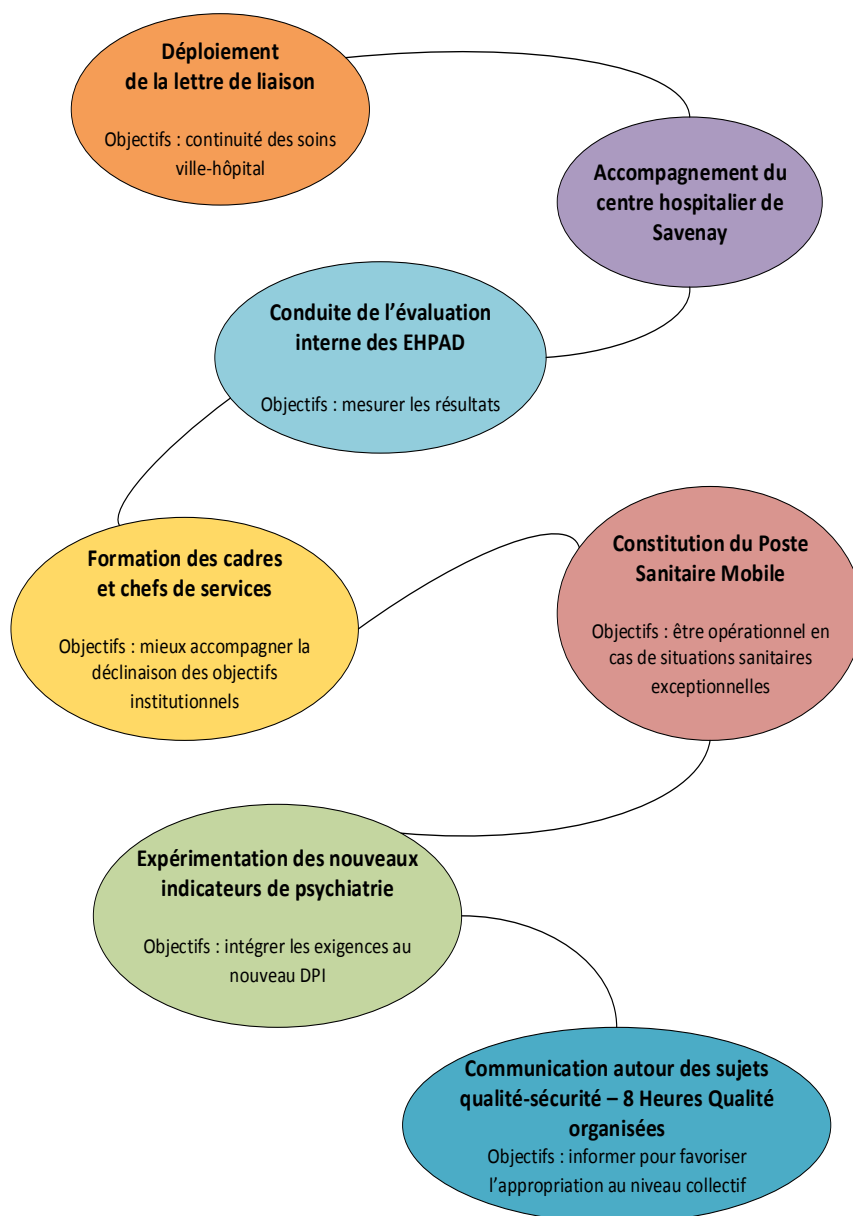 Déploiement
de la lettre de liaison
Objectifs : continuité des soins
ville-hôpital
Accompagnement du
centre hospitalier de
Savenay
Conduite de l’évaluation
interne des EHPAD
Objectifs : mesurer les résultats
Formation des cadres
et chefs de services
Objectifs : mieux accompagner la
déclinaison des objectifs
institutionnels
Constitution du Poste
Sanitaire Mobile
Objectifs : être opérationnel en
cas de situations sanitaires
exceptionnelles
Expérimentation des nouveaux
indicateurs de psychiatrie
Objectifs : intégrer les exigences au
nouveau DPI
Communication autour des sujets
qualité-sécurité – 8 Heures Qualité
organisées
Objectifs : informer pour favoriser
l’appropriation au niveau collectif